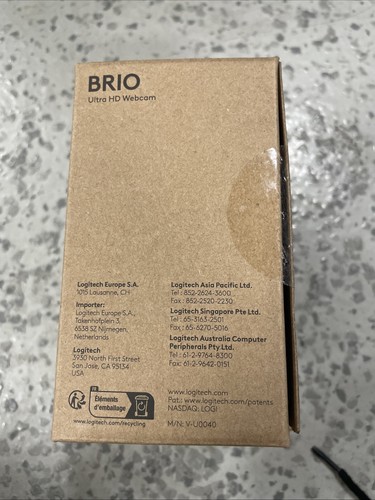 BRIO
Ultra HD Webcam
Logitech Europe S.A.
1015 Lausanne, CH
Importer:
Logitech Europe S.A.,
Takenhofplein 3,
6538 SZ Nijmegen,
Netherlands
Logitech
3930 North First Street
San Jose, CA 95134
USA
Logitech Asia Pacific Ltd.
Tel : 852-2624-3600
Fax : 852-2520-2230
Logitech Singapore Pte Ltd.
Tel : 65-3163-2501
Fax : 65-6270-5016
Logitech Australia Computer
Peripherals Pty Ltd.
Tel : 61-2-9764-8300
Fax: 61-2-9642-0151
FR
Éléments
d'emballage
www.logitech.com/recycling
www.logitech.com
Pat.: www.logitech.com/patents
NASDAQ: LOGI
M/N: V-U0040